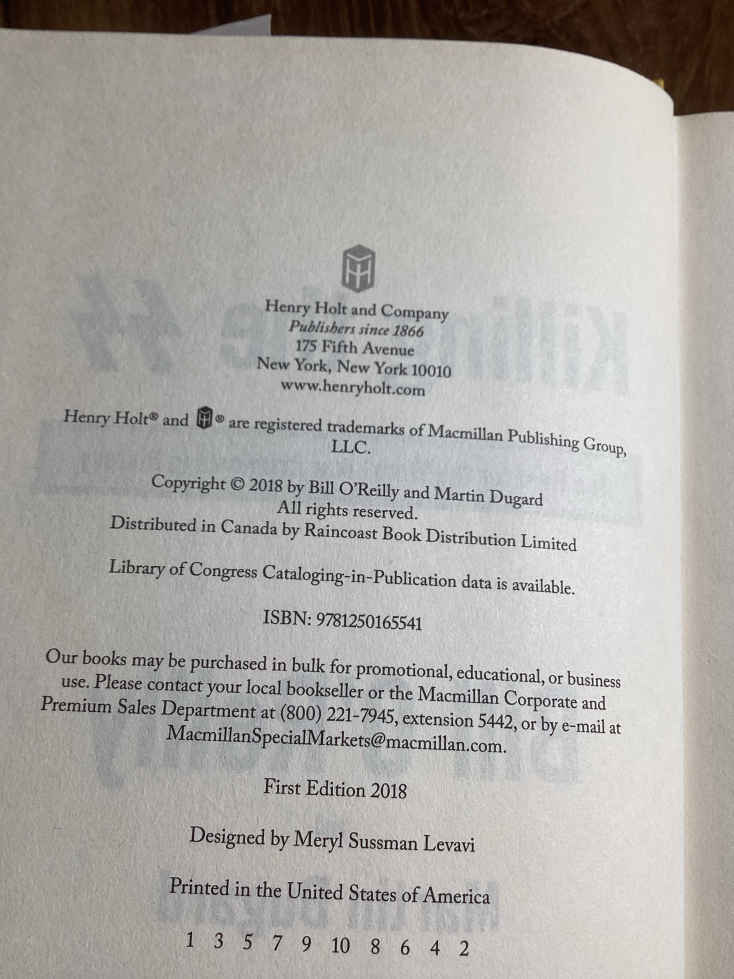 Henry Holt and Company
Publishers since 1866
175 Fifth Avenue
New York, New York 10010
www.henryholt.com
Henry Holt® and ® are registered trademarks of Macmillan Publishing Group,
LLC.
Copyright © 2018 by Bill O'Reilly and Martin Dugard
All rights reserved.
Distributed in Canada by Raincoast Book Distribution Limited
Library of Congress Cataloging-in-Publication data is available.
ISBN: 9781250165541
Our books may be purchased in bulk for promotional, educational, or business
use. Please contact your local bookseller or the Macmillan Corporate and
Premium Sales Department at (800) 221-7945, extension 5442, or by e-mail at
MacmillanSpecialMarkets@macmillan.com.
First Edition 2018
Designed by Meryl Sussman Levavi
Printed in the United States of America
1 3 5 7 9 10 8 6 4 2